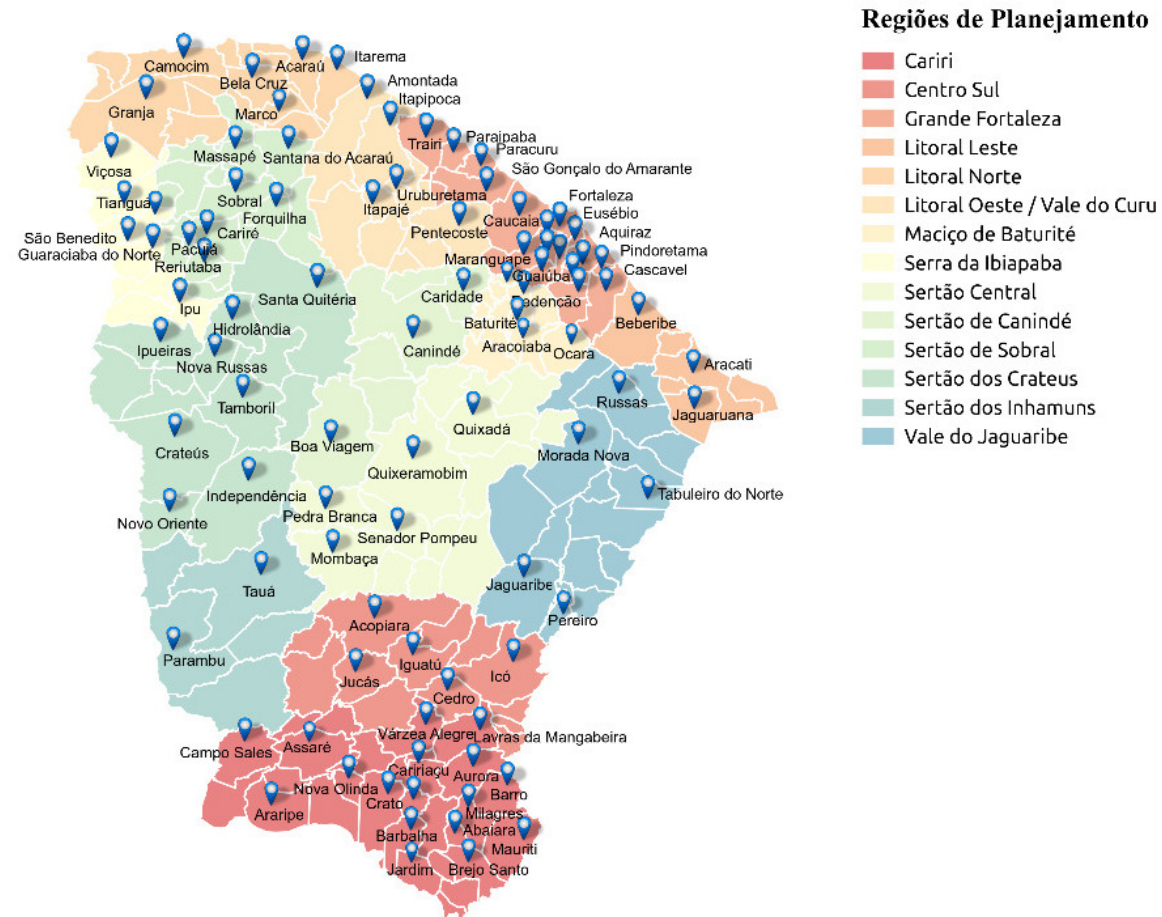 Regiões de Planejamento
Cariri
Centro Sul
Grande Fortaleza
Litoral Leste
Litoral Norte
Litoral Oeste / Vale do Curu
Maciço de Baturité
Serra da Ibiapaba
Sertão Central
Sertão de Canindé
Sertão de Sobral
Sertão dos Crateus
Sertão dos Inhamuns
Vale do Jaguaribe
Camocim
Acaraú
Itarema
Bela Cruz
Amontada
Granja
Marco
Itapipoca
Trairi
Paraipaba
Paracuru
Massapê
Santana do Acaraú
São Gonçalo do Amarante
Viçosa
Sobral
Uruburetama
Fortaleza
Tianguá
Forquilha
Itapajé
Caucaia
Eusébio
São Benedito
Cariré
Pentecoste
Aquiraz
Guaraciaba do Norte
Pacujá
Maranguape
Pindoretama
Reriutaba
Guaiúba
Cascavel
Santa Quitéria
Caridade
Redenção
Ipu
Hidrolândia
Baturité
Beberibe
Ipueiras
Canindé
Aracoiaba
Ocara
Nova Russas
Aracati
Tamboril
Russas
Jaguaruana
Crateús
Boa Viagem
Quixadá
Quixeramobim
Morada Nova
Independência
Tabuleiro do Norte
Novo Oriente
Pedra Branca
Senador Pompeu
Mombaça
Tauá
Jaguaribe
Pereiro
Acopiara
Parambu
Iguatú
Jucás
Icó
Cedro
Várzea Alegre
Lavras da Mangabeira
Campo Sales
Assaré
Caririaçu
Aurora
Nova Olinda
Crato
Barro
Araripe
Milagres
Barbalha
Abaiara
Mauriti
Jardim
Brejo Santo